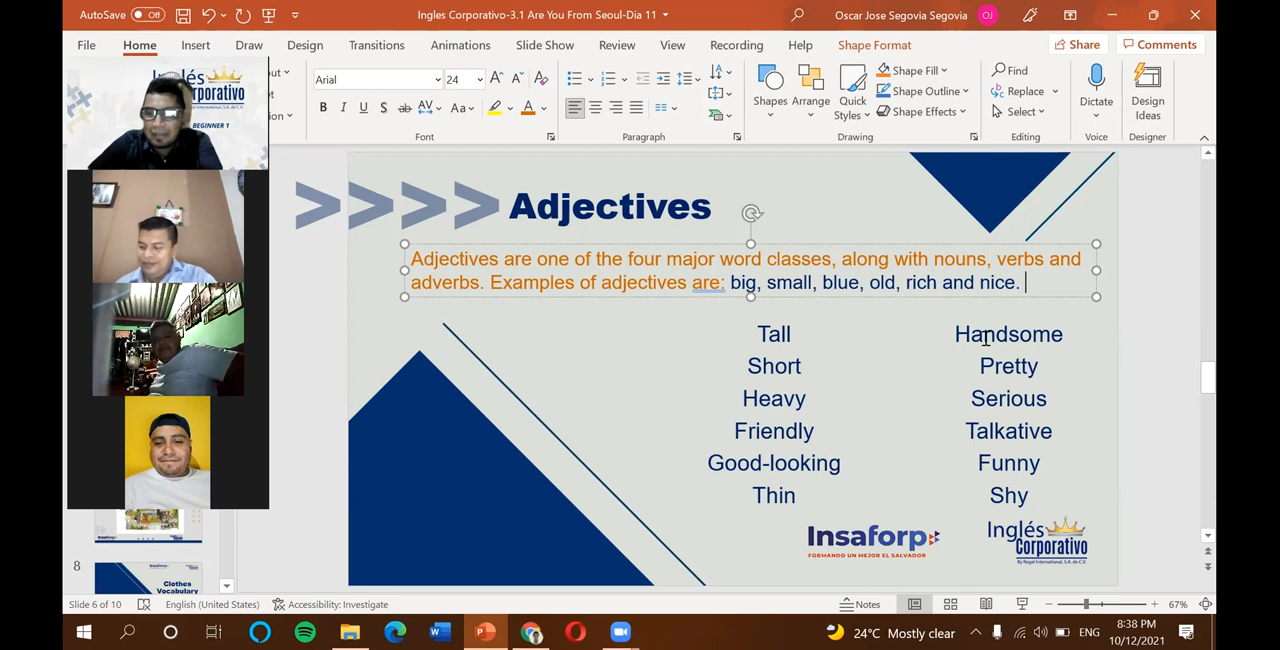 AutoSave Off
Ingles Corporativo-3.1 Are You From Seoul-Dia 11
Oscar Jose Segovia Segovia OJ
File Home Insert Draw Design Transitions Animations Slide Show Review View Recording Help Shape Format
Share Comments
Inglés
Corporativo
BEGINNER 1
Arial 24
Shapes Arrange Quick Styles
Shape Fill
Shape Outline
Shape Effects
Find
Replace
Select
Dictate
Design Ideas
Font Paragraph Drawing Editing Voice Designer
>>>> Adjectives
Adjectives are one of the four major word classes, along with nouns, verbs and
adverbs. Examples of adjectives are: big, small, blue, old, rich and nice.
Tall Handsome
Short Pretty
Heavy Serious
Friendly Talkative
Good-looking Funny
Thin Shy
Insaforp
FORMANDO UN MEJOR EL SALVADOR
Inglés
Corporativo
By Regal International, S.A. de C.V.
8
Clothes
Vocabulary
Slide 6 of 10 English (United States) Accessibility: Investigate Notes 67%
24°C Mostly clear ENG 8:38 PM
10/12/2021